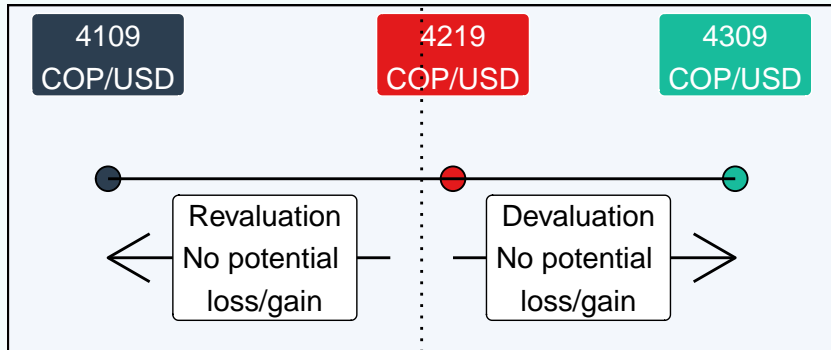 4109
COP/USD
4219
COP/USD
4309
COP/USD
Revaluation
No potential
loss/gain
Devaluation
No potential
loss/gain